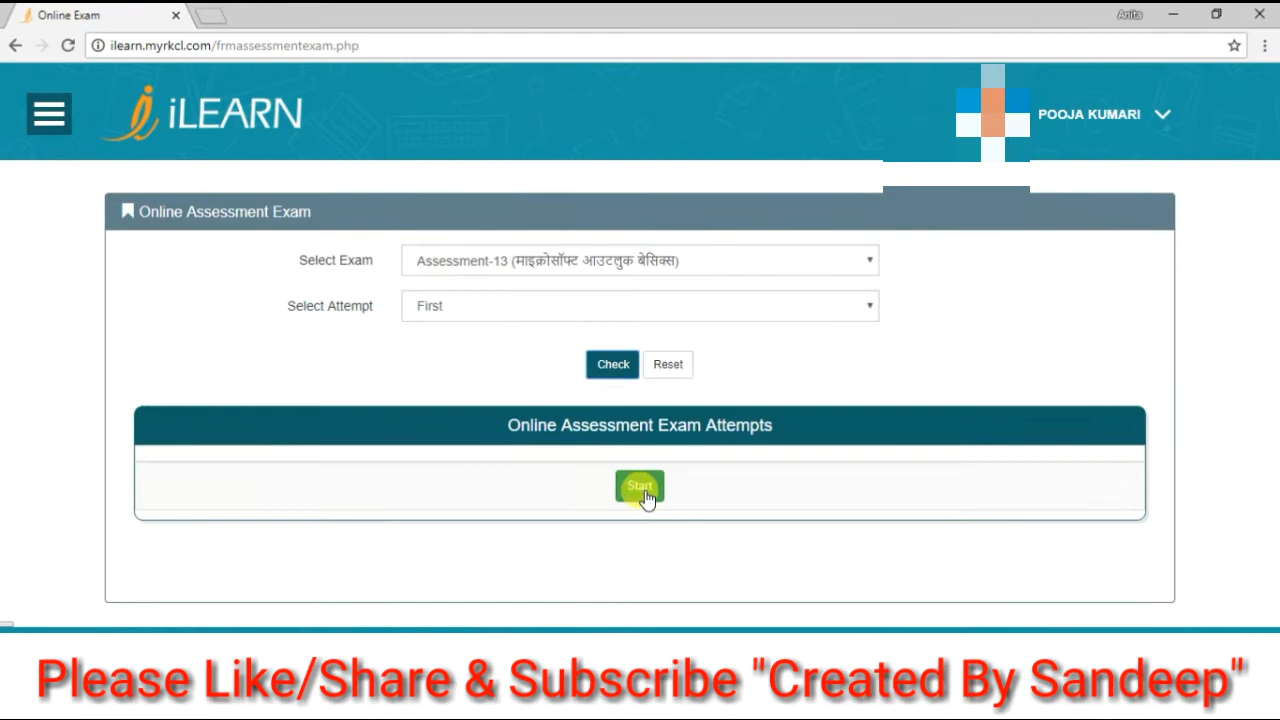 Online Exam
Anita
ilearn.myrkcl.com/frmassessmentexam.php
iLEARN
POOJA KUMARI
Online Assessment Exam
Select Exam
Assessment-13 (माइक्रोसॉफ्ट आउटलुक बेसिक्स)
Select Attempt
First
Check
Reset
Online Assessment Exam Attempts
Start
Please Like/Share & Subscribe "Created By Sandeep"